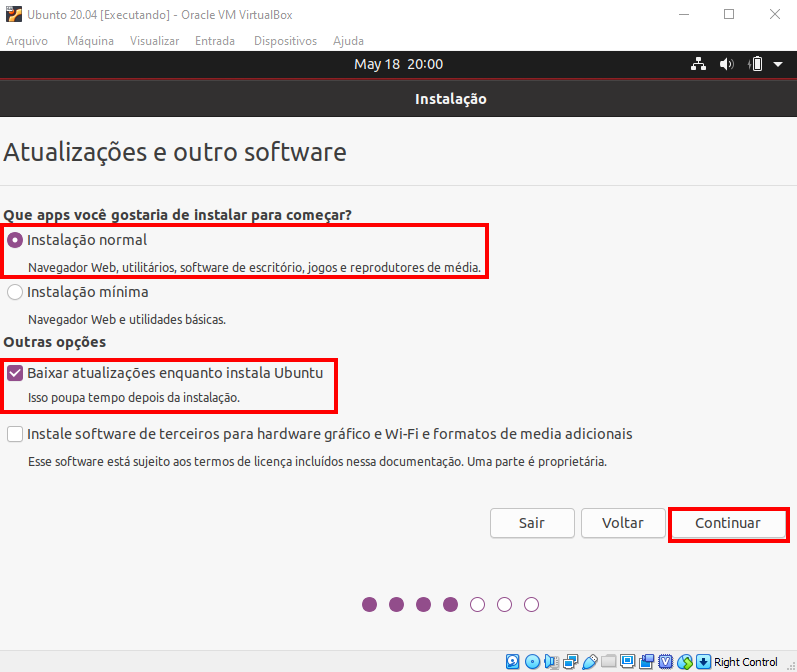 Ubunto 20.04 [Executando] - Oracle VM VirtualBox
Arquivo Máquina Visualizar Entrada Dispositivos Ajuda
May 18 20:00
Instalação
Atualizações e outro software
Que apps você gostaria de instalar para começar?
Instalação normal
Navegador Web, utilitários, software de escritório, jogos e reprodutores de média.
Instalação mínima
Navegador Web e utilidades básicas.
Outras opções
Baixar atualizações enquanto instala Ubuntu
Isso poupa tempo depois da instalação.
Instale software de terceiros para hardware gráfico e Wi-Fi e formatos de media adicionais
Esse software está sujeito aos termos de licença incluídos nessa documentação. Uma parte é proprietária.
Sair Voltar Continuar
Right Control